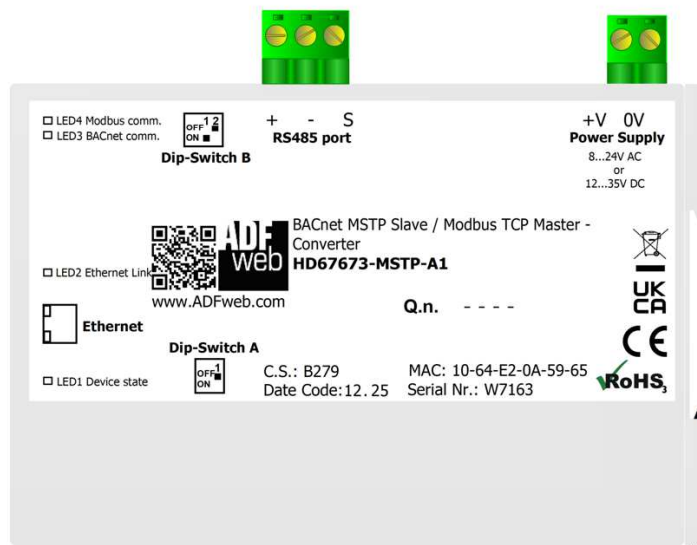 LED4 Modbus comm.
LED3 BACnet comm.
OFF 1 2
ON
Dip-Switch B
+ - S
RS485 port
+V 0V
Power Supply
8...24V AC
or
12...35V DC
ADF
web
www.ADFweb.com
BACnet MSTP Slave / Modbus TCP Master -
Converter
HD67673-MSTP-A1
LED2 Ethernet Link
Ethernet
Q.n. - - - -
UK
CA
CE
Dip-Switch A
OFF 1
ON
LED1 Device state
C.S.: B279
Date Code:12.25
MAC: 10-64-E2-0A-59-65
Serial Nr.: W7163
RoHS3